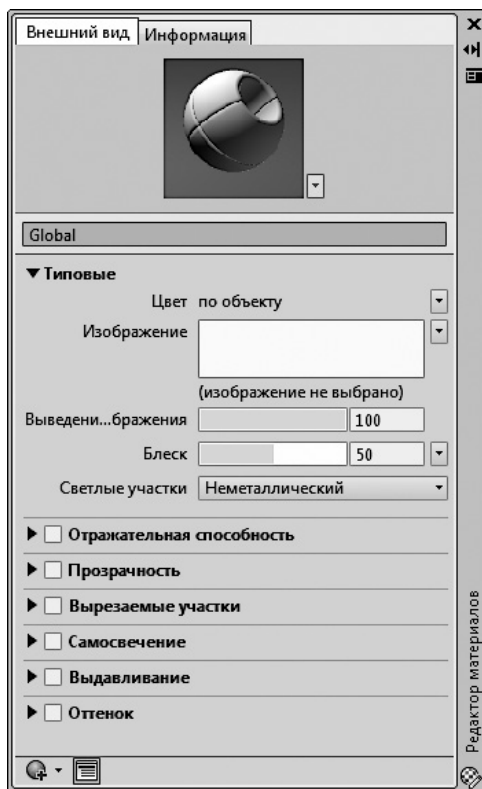 Внешний вид Информация
Global
Типовые
Цвет по объекту
Изображение
(изображение не выбрано)
Выведени...бражения 100
Блеск 50
Светлые участки Неметаллический
Отражательная способность
Прозрачность
Вырезаемые участки
Самосвечение
Выдавливание
Оттенок
Редактор материалов